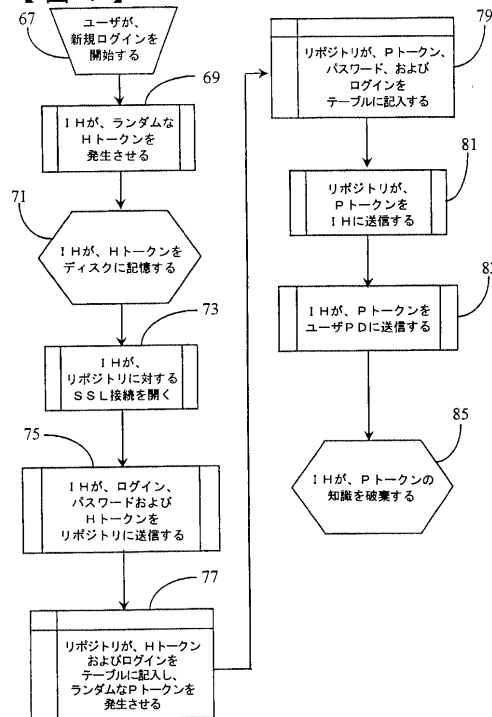 67
ユーザが、
新規ログインを
開始する
69
IHが、ランダムな
Hトークンを
発生させる
71
IHが、Hトークンを
ディスクに記憶する
73
IHが、
リポジトリに対する
SSL接続を開く
75
IHが、ログイン、
パスワードおよび
Hトークンを
リポジトリに送信する
77
リポジトリが、Hトークン
およびログインを
テーブルに記入し、
ランダムなPトークンを
発生させる
79
リポジトリが、Pトークン、
パスワード、および
ログインを
テーブルに記入する
81
リポジトリが、
Pトークンを
IHに送信する
83
IHが、Pトークンを
ユーザPDに送信する
85
IHが、Pトークンの
知識を破棄する